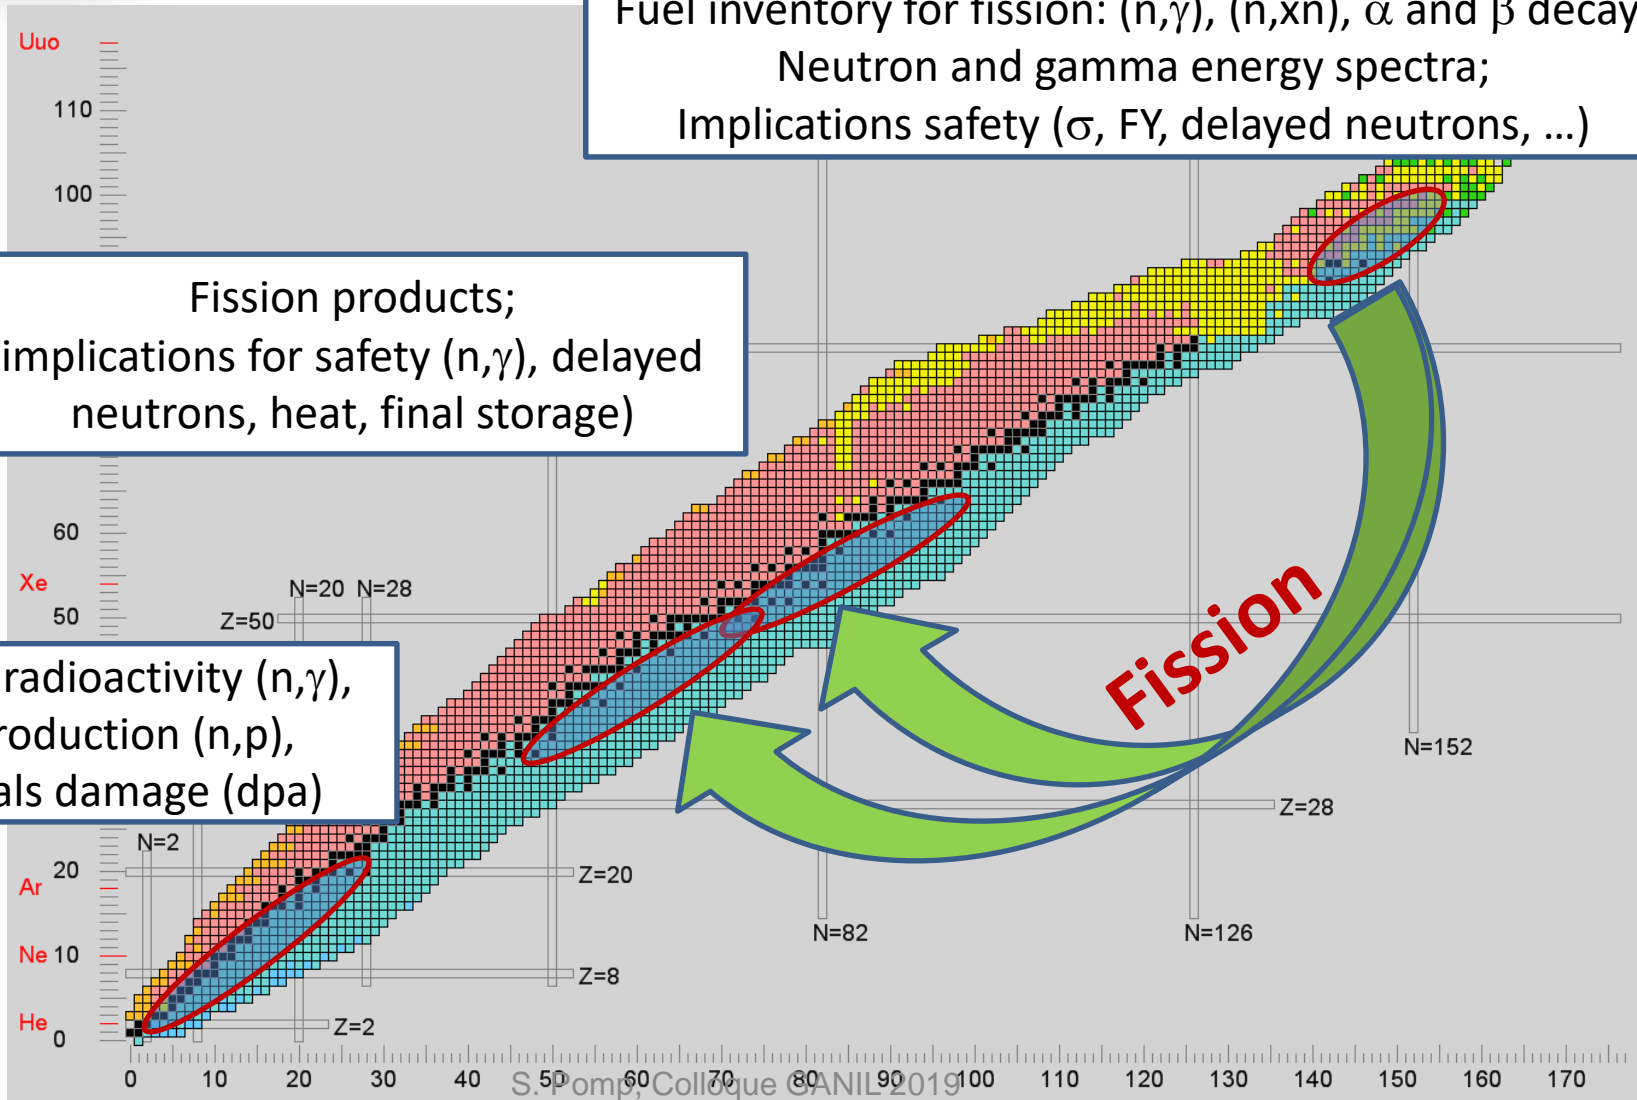 Fuel inventory for fission: (n,γ), (n,xn), α and β decay
Neutron and gamma energy spectra;
Implications safety (σ, FY, delayed neutrons, ...)
Uuo
110
100
Fission products;
implications for safety (n,γ), delayed
neutrons, heat, final storage)
60
Xe
N=20 N=28
50
Z=50
Fission
radioactivity (n,γ),
roduction (n,p),
als damage (dpa)
N=152
Z=28
N=2
20
Z=20
Ar
N=82
N=126
Ne
10
Z=8
He
0
Z=2
0 10 20 30 40 50 60 70 80 90 100 110 120 130 140 150 160 170
S. Pomp, Colloque GANIL 2019